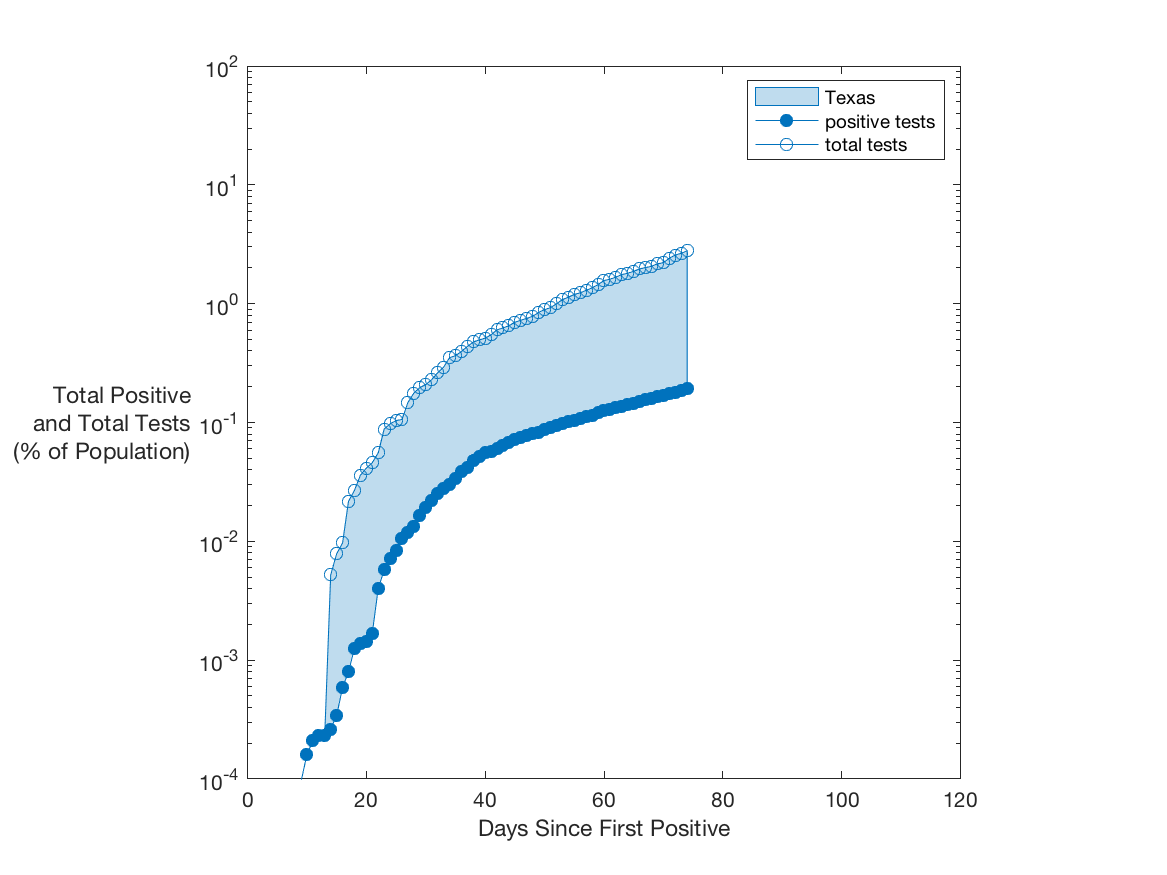 10^2
10^1
10^0
10^-1
10^-2
10^-3
10^-4
Total Positive
and Total Tests
(% of Population)
Texas
positive tests
total tests
0 20 40 60 80 100 120
Days Since First Positive